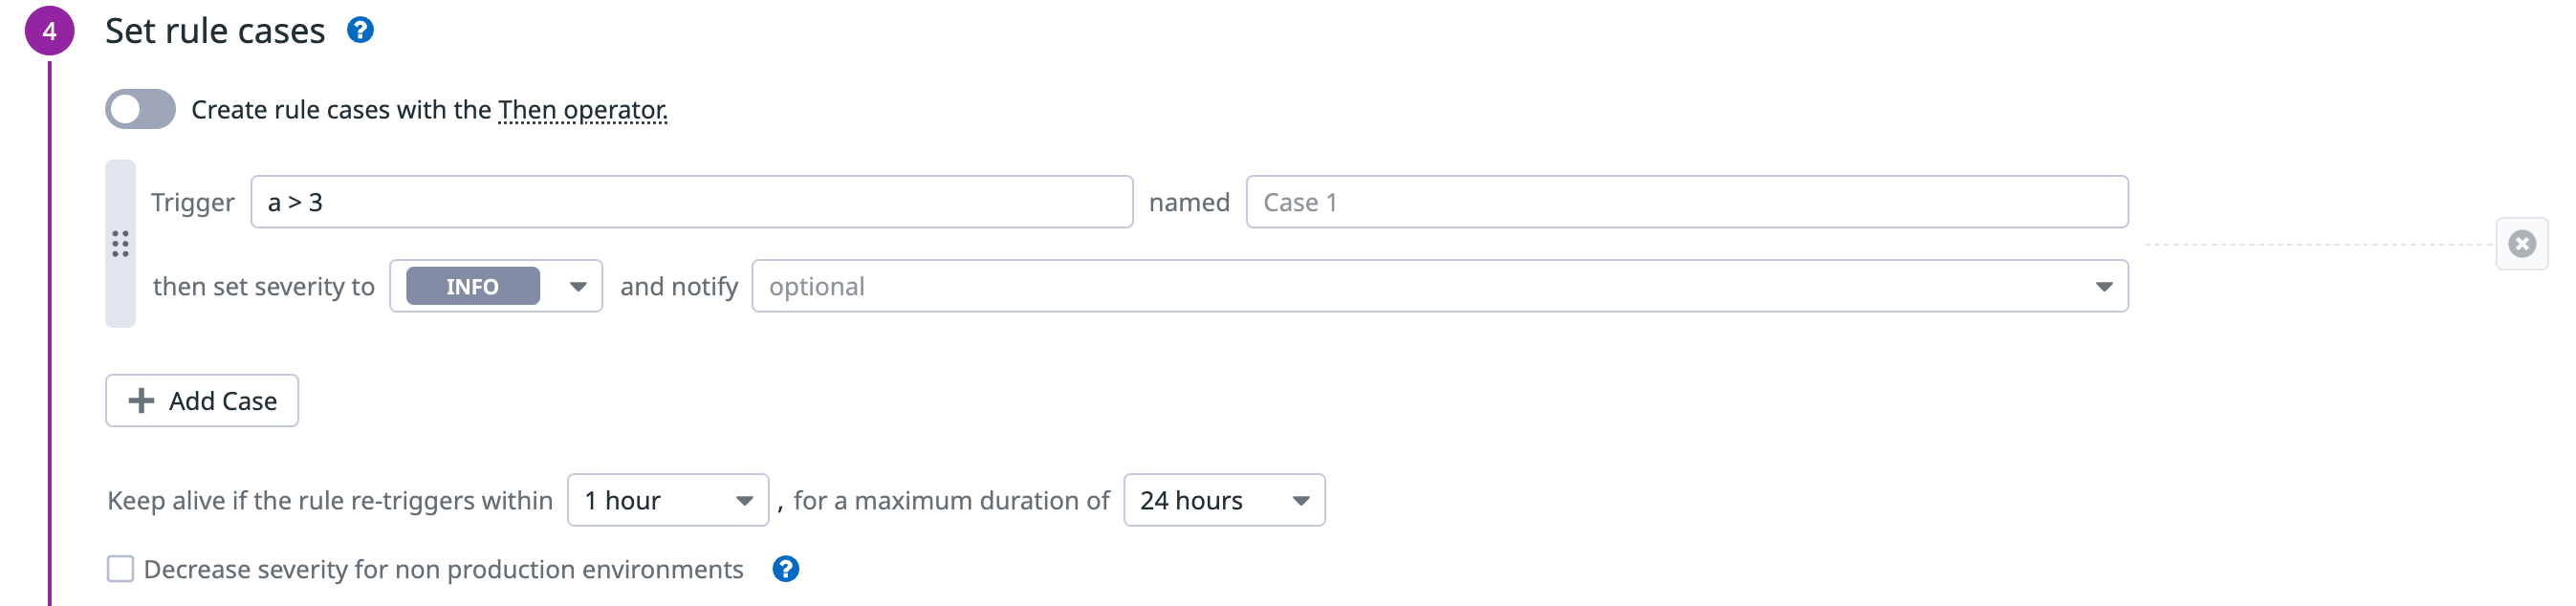 4 Set rule cases ?
Create rule cases with the Then operator.
Trigger a > 3 named Case 1
then set severity to INFO and notify optional
+ Add Case
Keep alive if the rule re-triggers within 1 hour , for a maximum duration of 24 hours
Decrease severity for non production environments ?